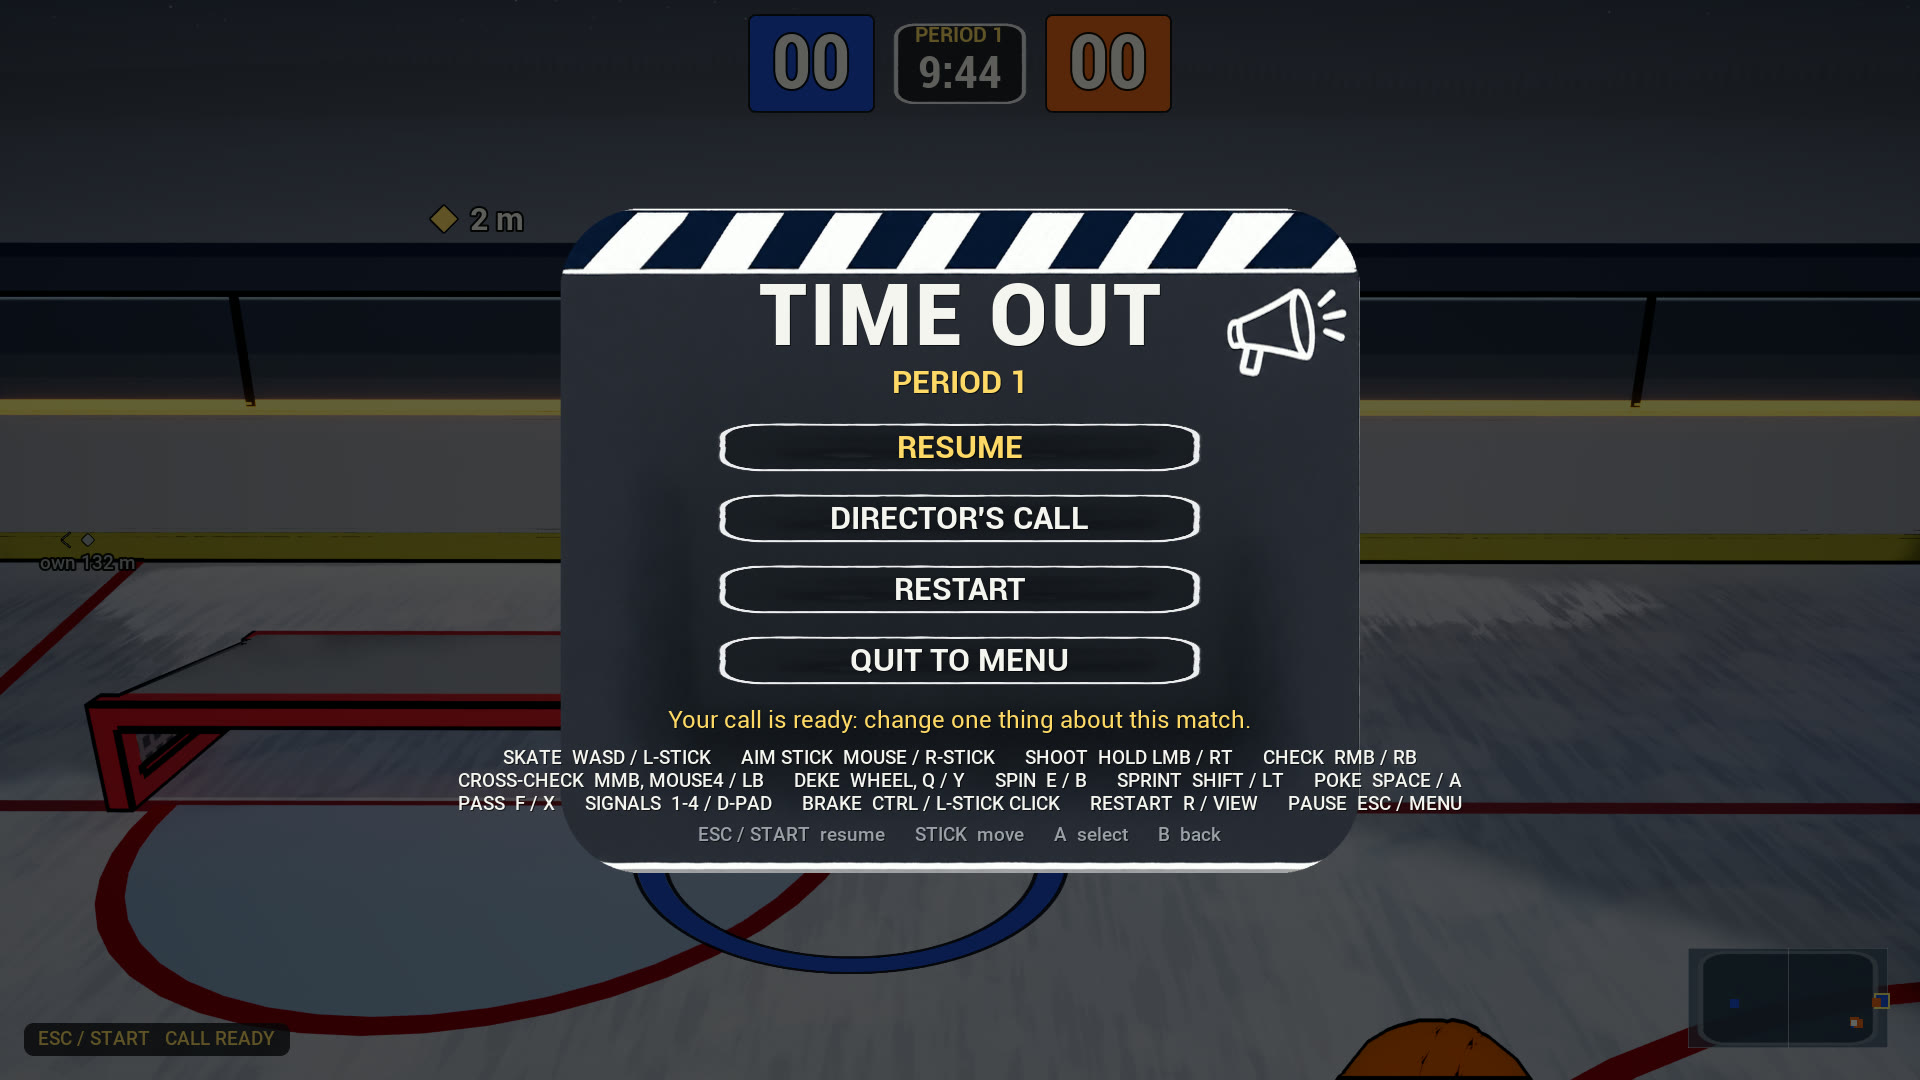 00
PERIOD 1
9:44
00
2 m
TIME OUT
PERIOD 1
RESUME
DIRECTOR'S CALL
own 132 m
RESTART
QUIT TO MENU
Your call is ready: change one thing about this match.
SKATE WASD / L-STICK AIM STICK MOUSE / R-STICK SHOOT HOLD LMB / RT CHECK RMB / RB
CROSS-CHECK MMB, MOUSE4 / LB DEKE WHEEL, Q / Y SPIN E / B SPRINT SHIFT / LT POKE SPACE / A
PASS F / X SIGNALS 1-4 / D-PAD BRAKE CTRL / L-STICK CLICK RESTART R / VIEW PAUSE ESC / MENU
ESC / START resume STICK move A select B back
ESC / START CALL READY